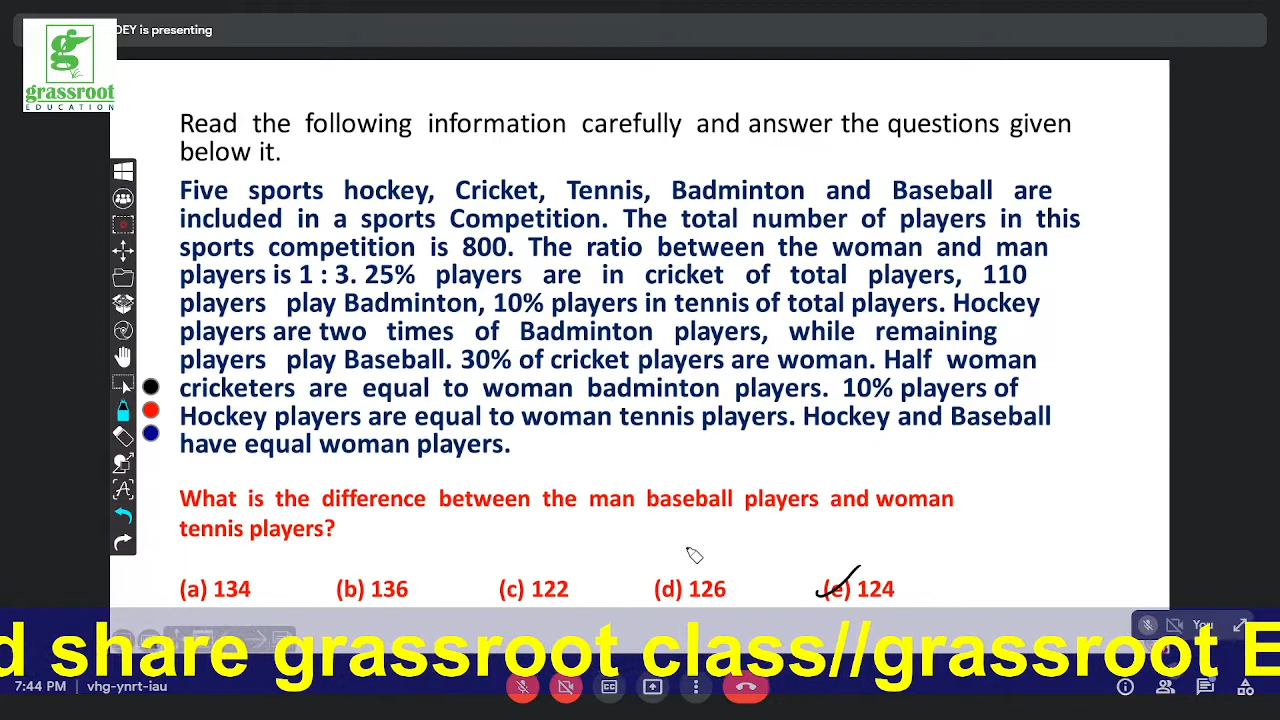 DEY is presenting
grassroot
EDUCATION
Read the following information carefully and answer the questions given
below it.
Five sports hockey, Cricket, Tennis, Badminton and Baseball are
included in a sports Competition. The total number of players in this
sports competition is 800. The ratio between the woman and man
players is 1 : 3. 25% players are in cricket of total players, 110
players play Badminton, 10% players in tennis of total players. Hockey
players are two times of Badminton players, while remaining
players play Baseball. 30% of cricket players are woman. Half woman
cricketers are equal to woman badminton players. 10% players of
Hockey players are equal to woman tennis players. Hockey and Baseball
have equal woman players.
What is the difference between the man baseball players and woman
tennis players?
(a) 134 (b) 136 (c) 122 (d) 126 (e) 124
You
d share grassroot class//grassroot E
7:44 PM vhg-ynrt-iau